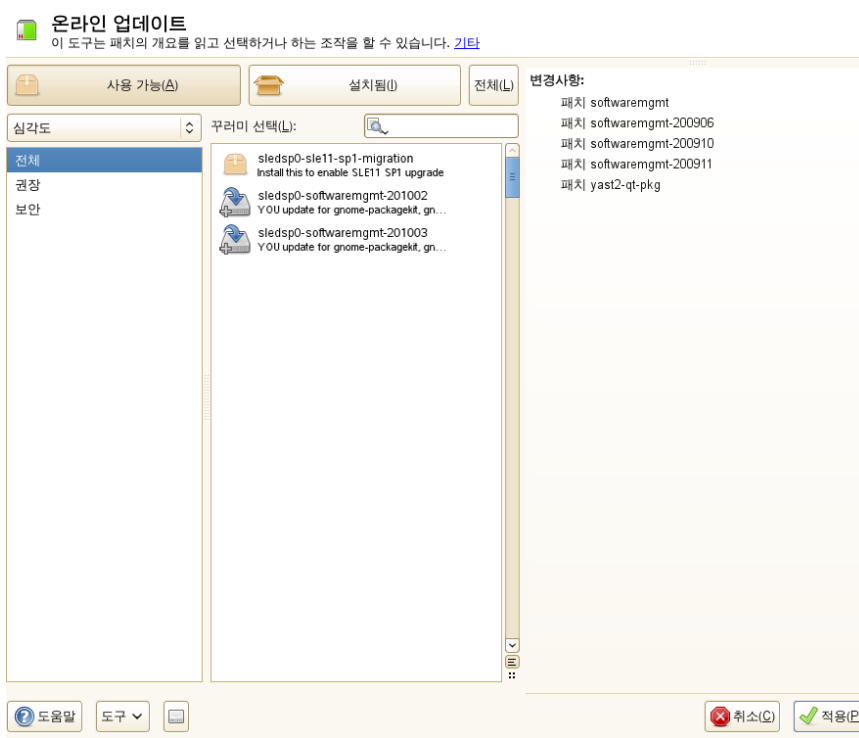 온라인 업데이트
이 도구는 패치의 개요를 읽고 선택하거나 하는 조작을 할 수 있습니다. 기타
사용 가능(A)
설치됨(I)
전체(L)
심각도
꾸러미 선택(L):
전체
권장
보안
sledsp0-sle11-sp1-migration
Install this to enable SLE11 SP1 upgrade
sledsp0-softwaremgmt-201002
YOU update for gnome-packagekit, gn...
sledsp0-softwaremgmt-201003
YOU update for gnome-packagekit, gn...
변경사항:
패치 softwaremgmt
패치 softwaremgmt-200906
패치 softwaremgmt-200910
패치 softwaremgmt-200911
패치 yast2-qt-pkg
도움말
도구
취소(C)
적용(P